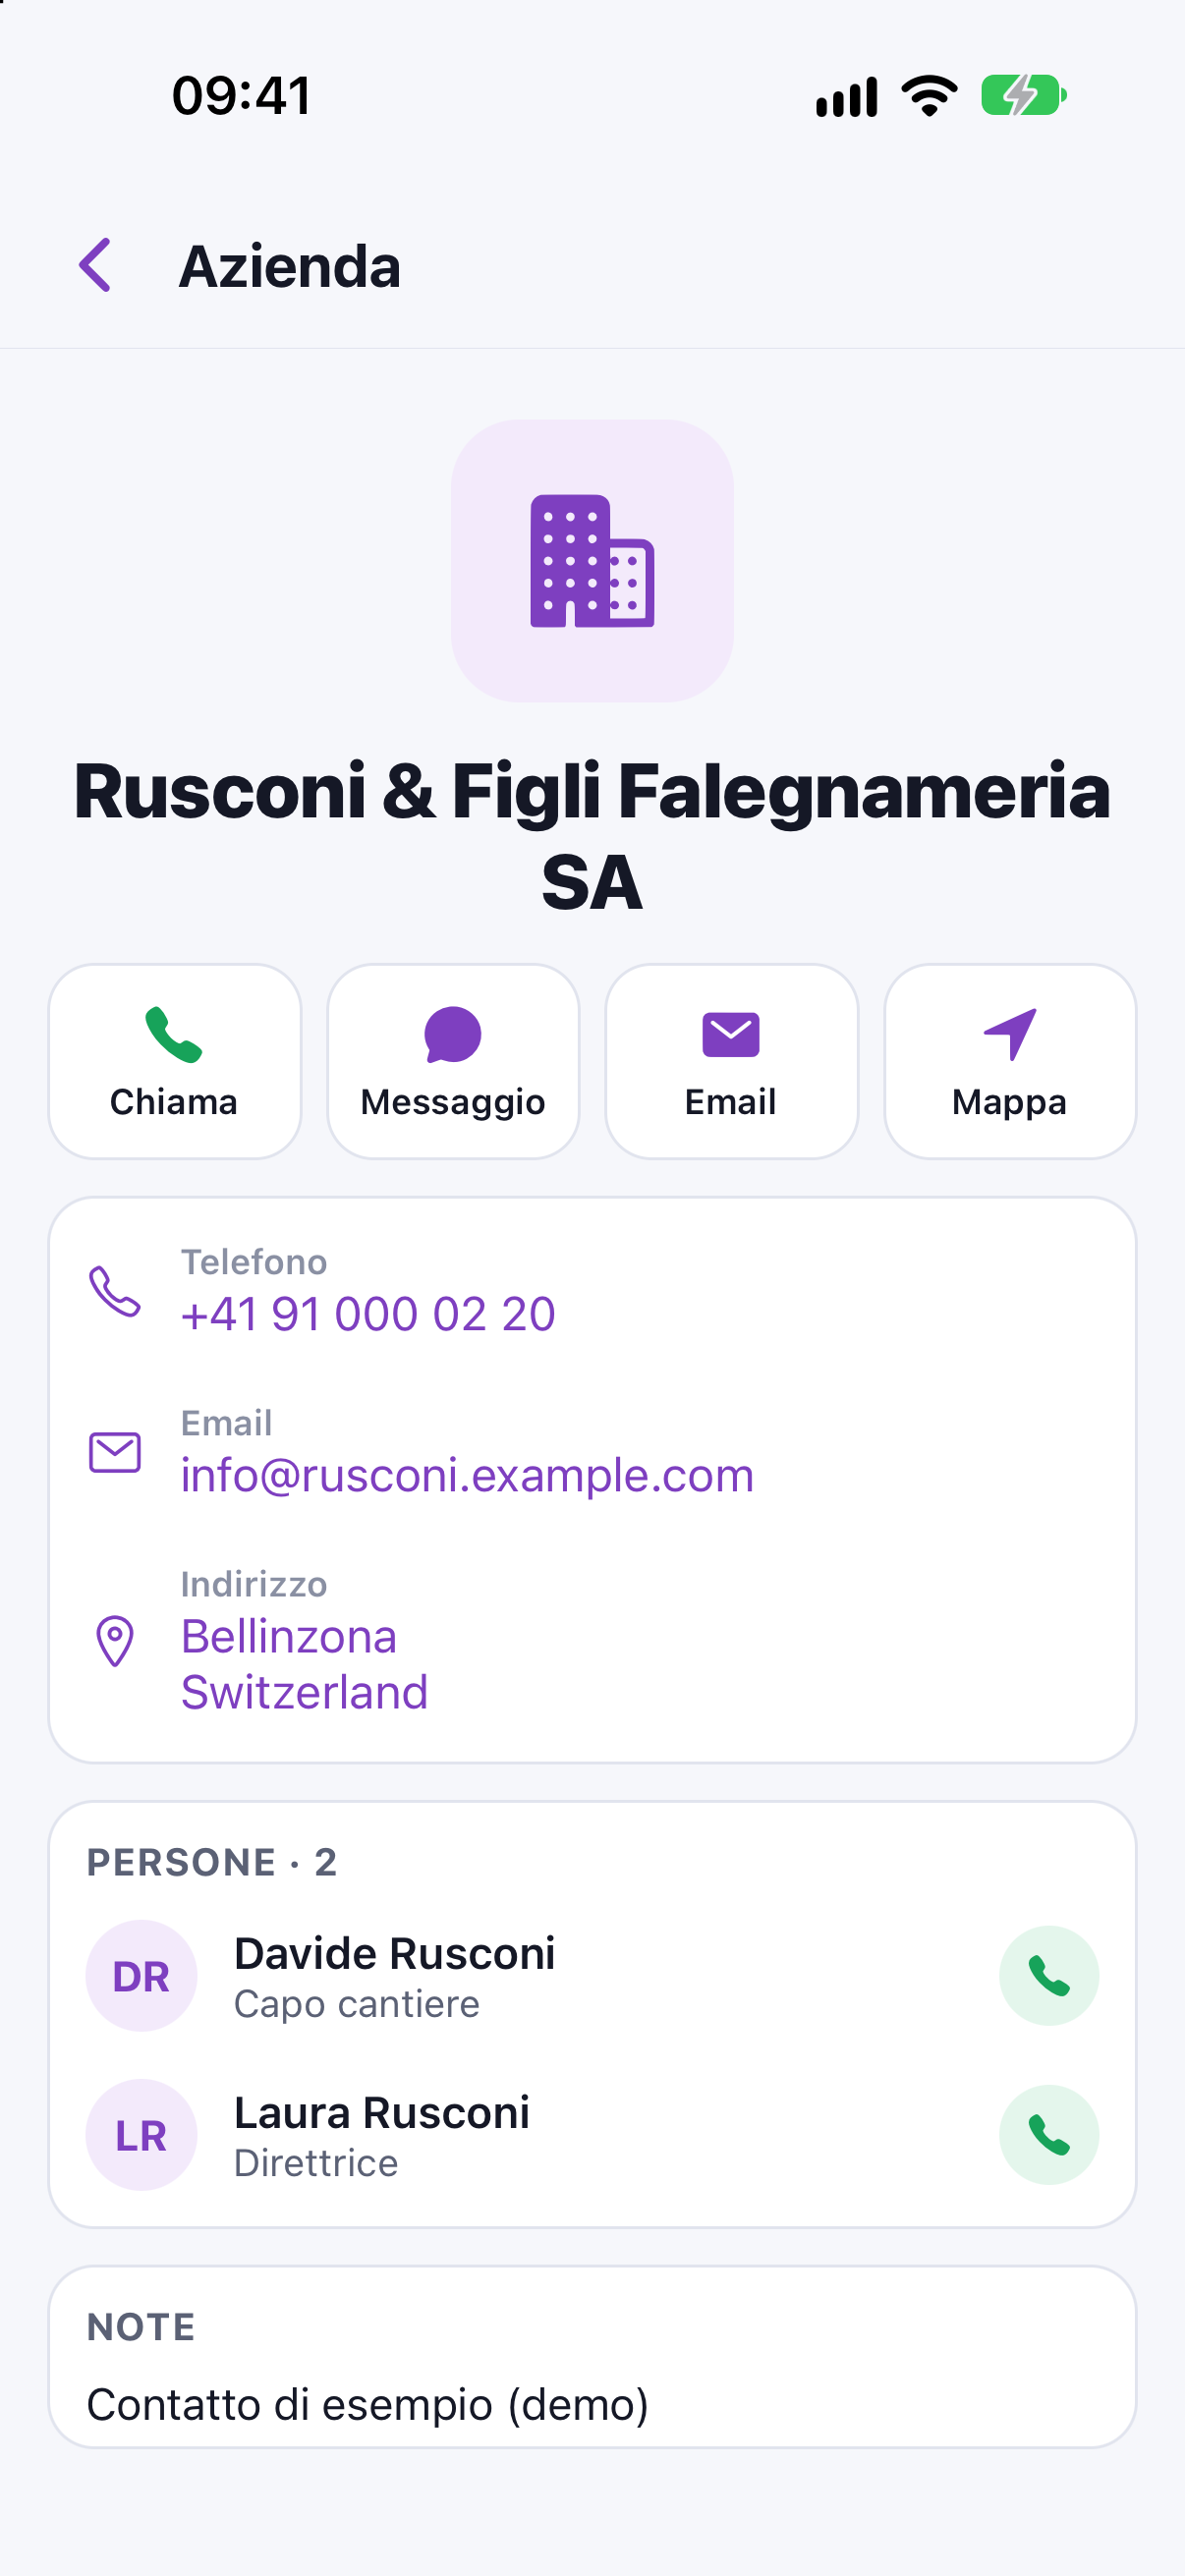 09:41
Azienda
Rusconi & Figli Falegnameria
SA
Chiama
Messaggio
Email
Mappa
Telefono
+41 91 000 02 20
Email
info@rusconi.example.com
Indirizzo
Bellinzona
Switzerland
PERSONE · 2
DR
Davide Rusconi
Capo cantiere
LR
Laura Rusconi
Direttrice
NOTE
Contatto di esempio (demo)